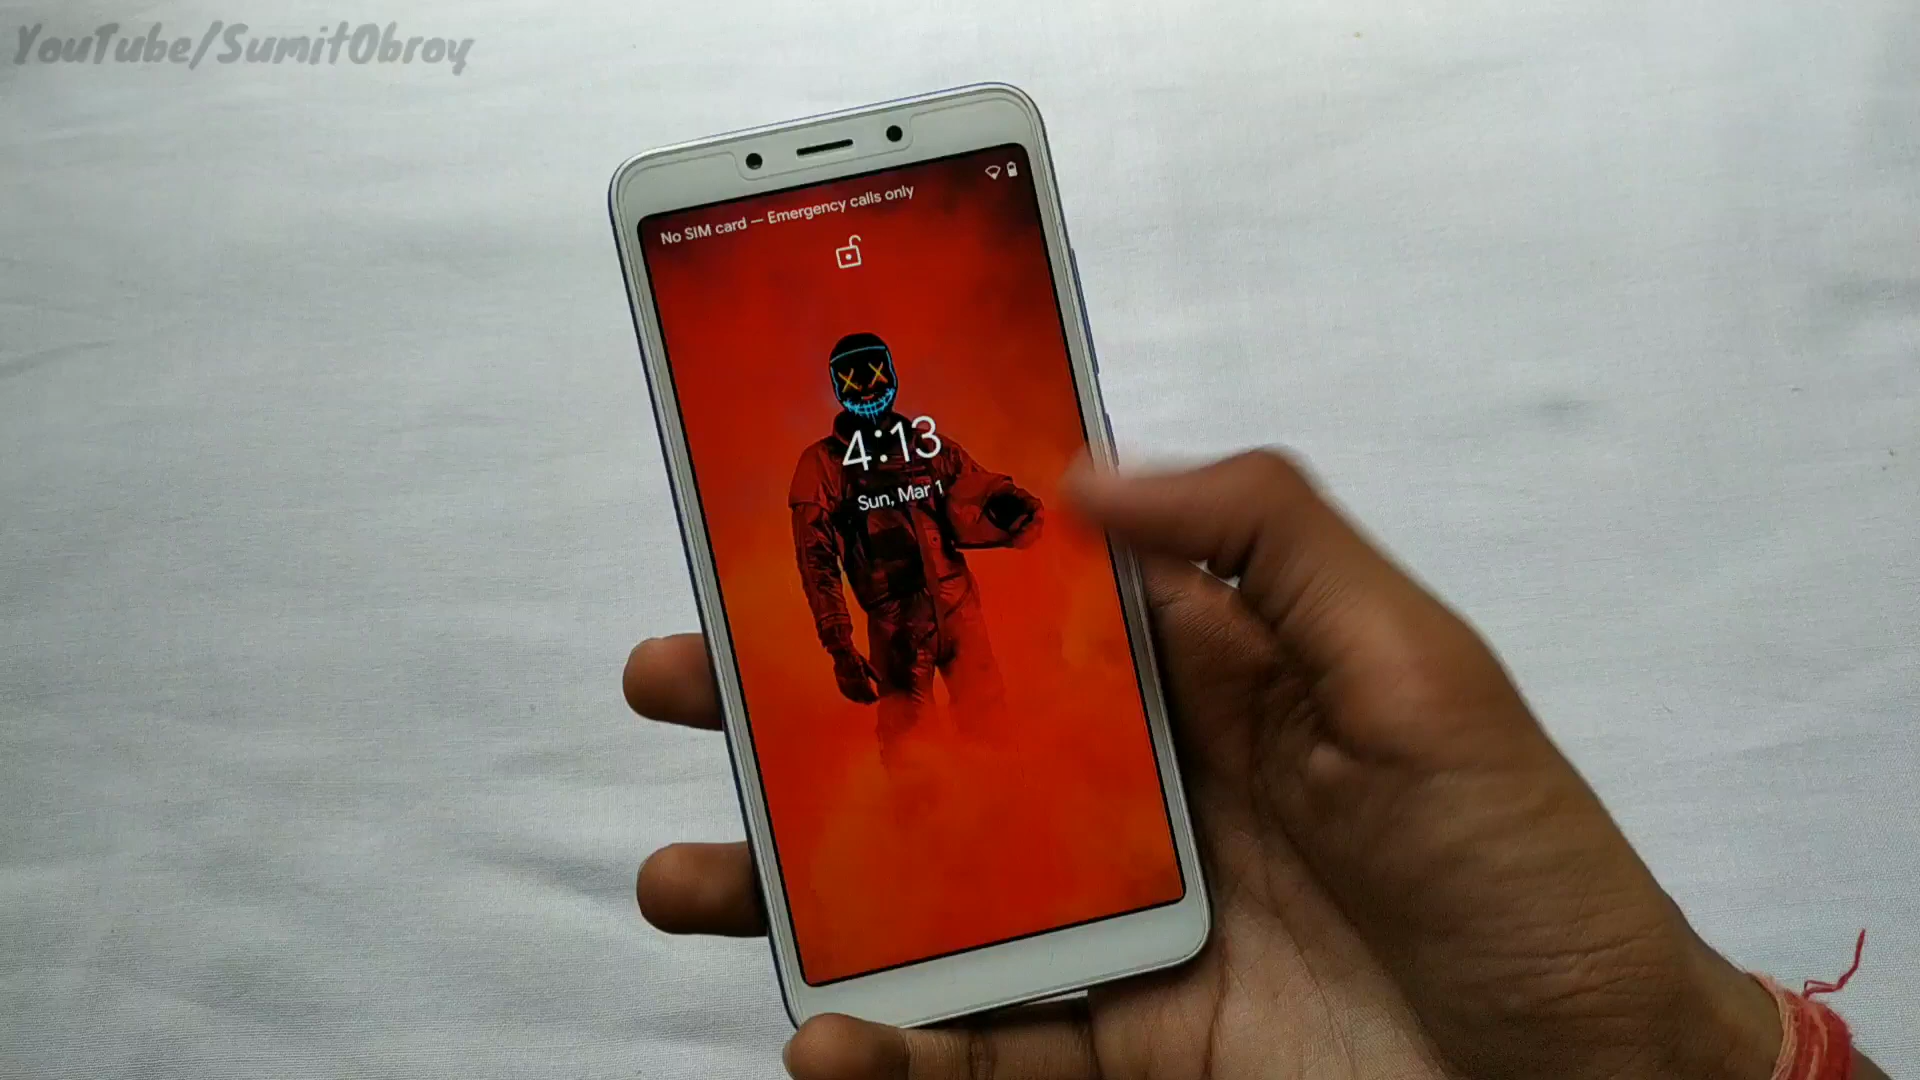 YouTube/SumitObroy
No SIM card — Emergency calls only
4:13
Sun, Mar 1